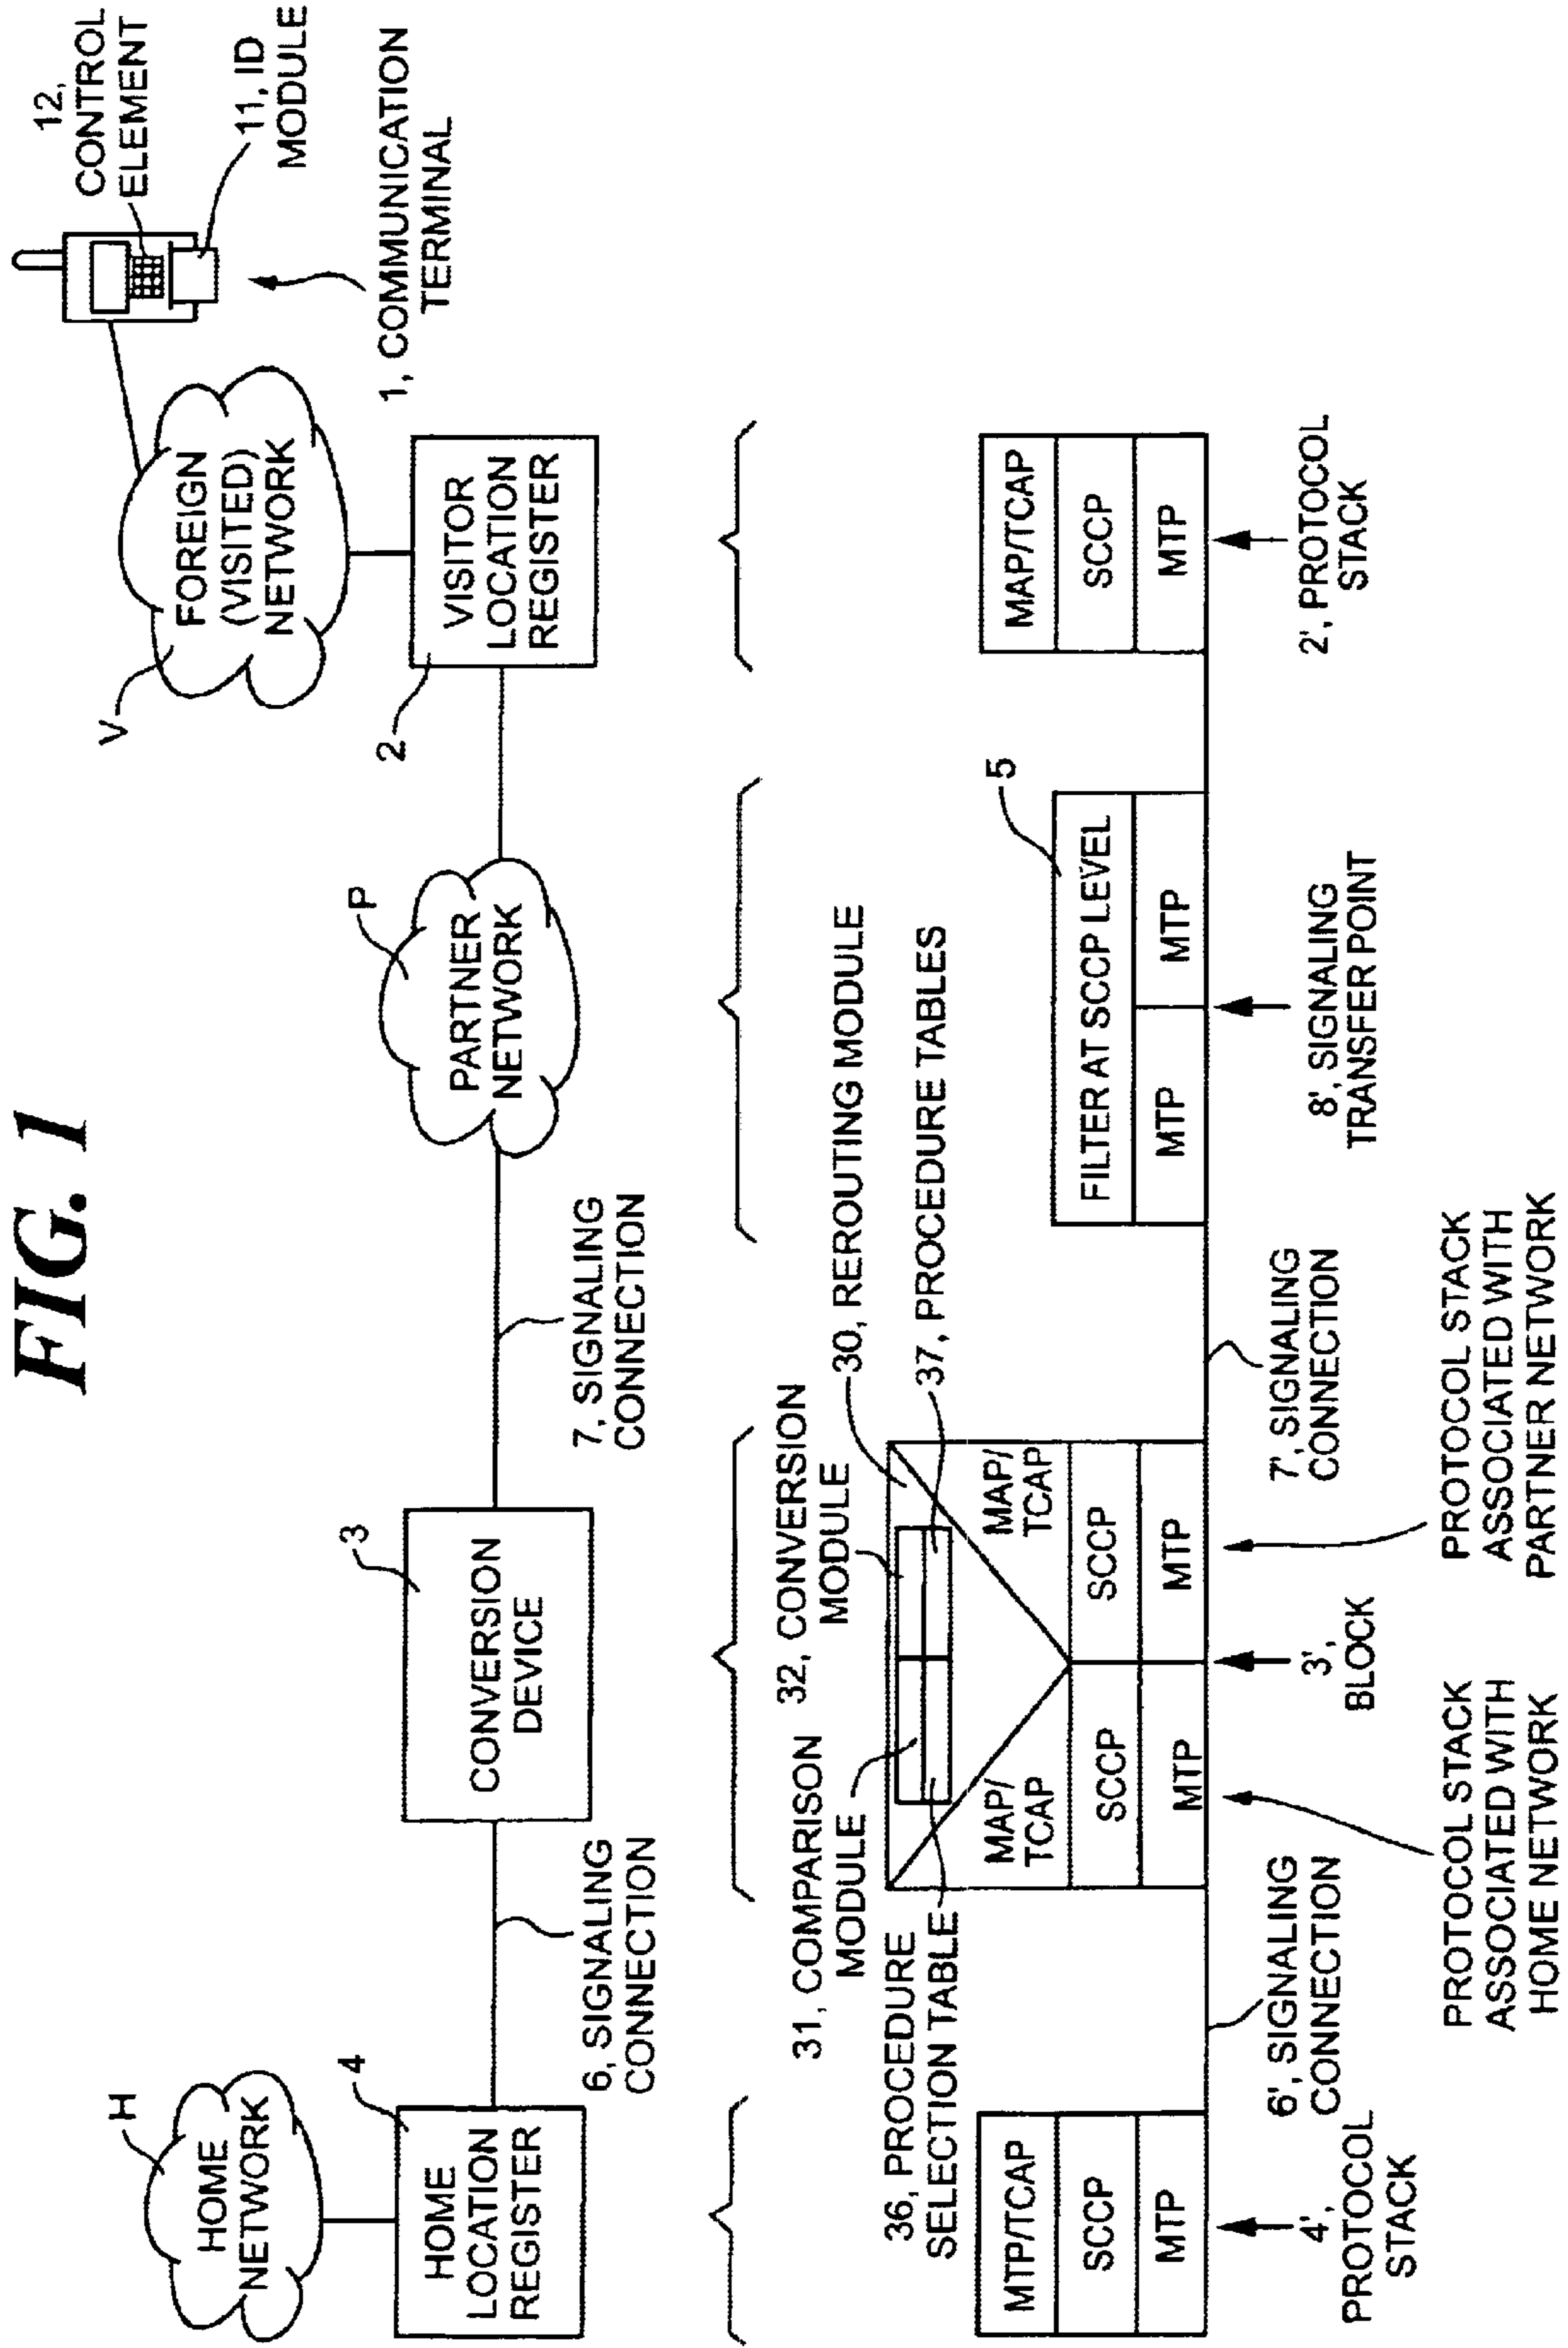 FIG. 1
H
HOME
NETWORK
4
HOME
LOCATION
REGISTER
6, SIGNALING
CONNECTION
3
CONVERSION
DEVICE
7, SIGNALING
CONNECTION
P
PARTNER
NETWORK
V
FOREIGN
(VISITED)
NETWORK
2
VISITOR
LOCATION
REGISTER
12,
CONTROL
ELEMENT
11, ID
MODULE
1, COMMUNICATION
TERMINAL
MTP/TCAP
SCCP
MTP
4',
PROTOCOL
STACK
6', SIGNALING
CONNECTION
36, PROCEDURE
SELECTION TABLE
31, COMPARISON
MODULE
32, CONVERSION
MODULE
30, REROUTING MODULE
37, PROCEDURE TABLES
MAP/
TCAP
MAP/
TCAP
SCCP
SCCP
MTP
MTP
3',
BLOCK
PROTOCOL STACK
ASSOCIATED WITH
HOME NETWORK
PROTOCOL STACK
ASSOCIATED WITH
PARTNER NETWORK
7', SIGNALING
CONNECTION
5
FILTER AT SCCP LEVEL
MTP
MTP
8', SIGNALING
TRANSFER POINT
MAP/TCAP
SCCP
MTP
2', PROTOCOL
STACK